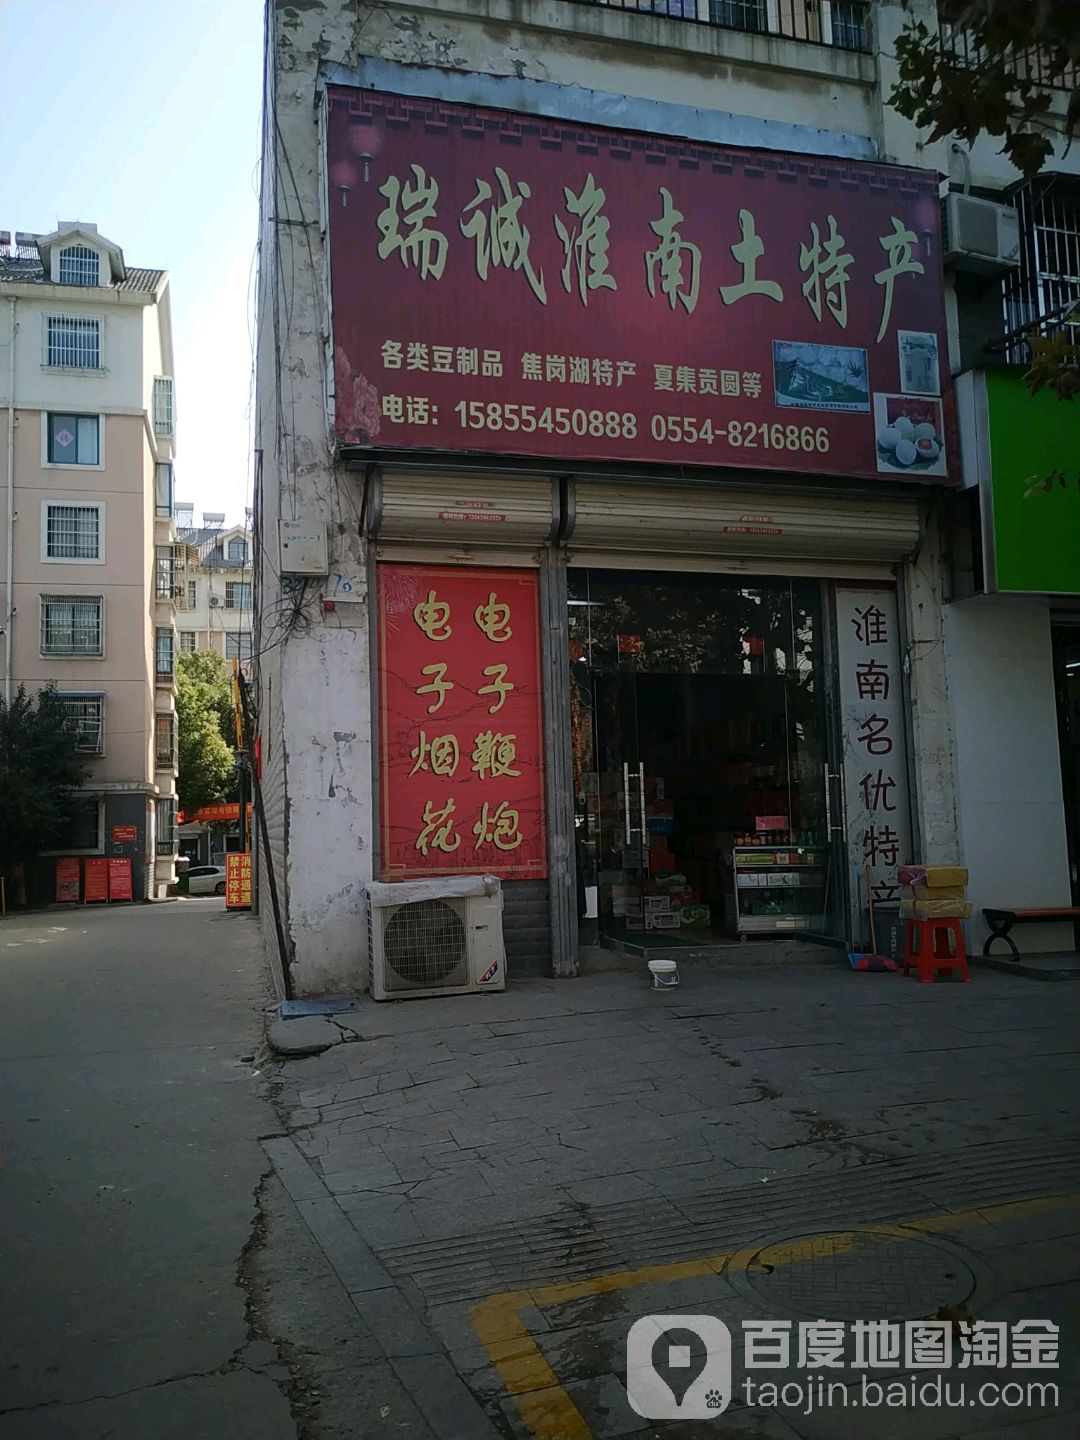 瑞诚淮南土特产
各类豆制品 焦岗湖特产 夏集贡圆等
电话：15855450888 0554-8216866
电子鞭炮
电子烟花
淮南名优特产
消防通道
禁止停车
76
百度地图淘金
taojin.baidu.com